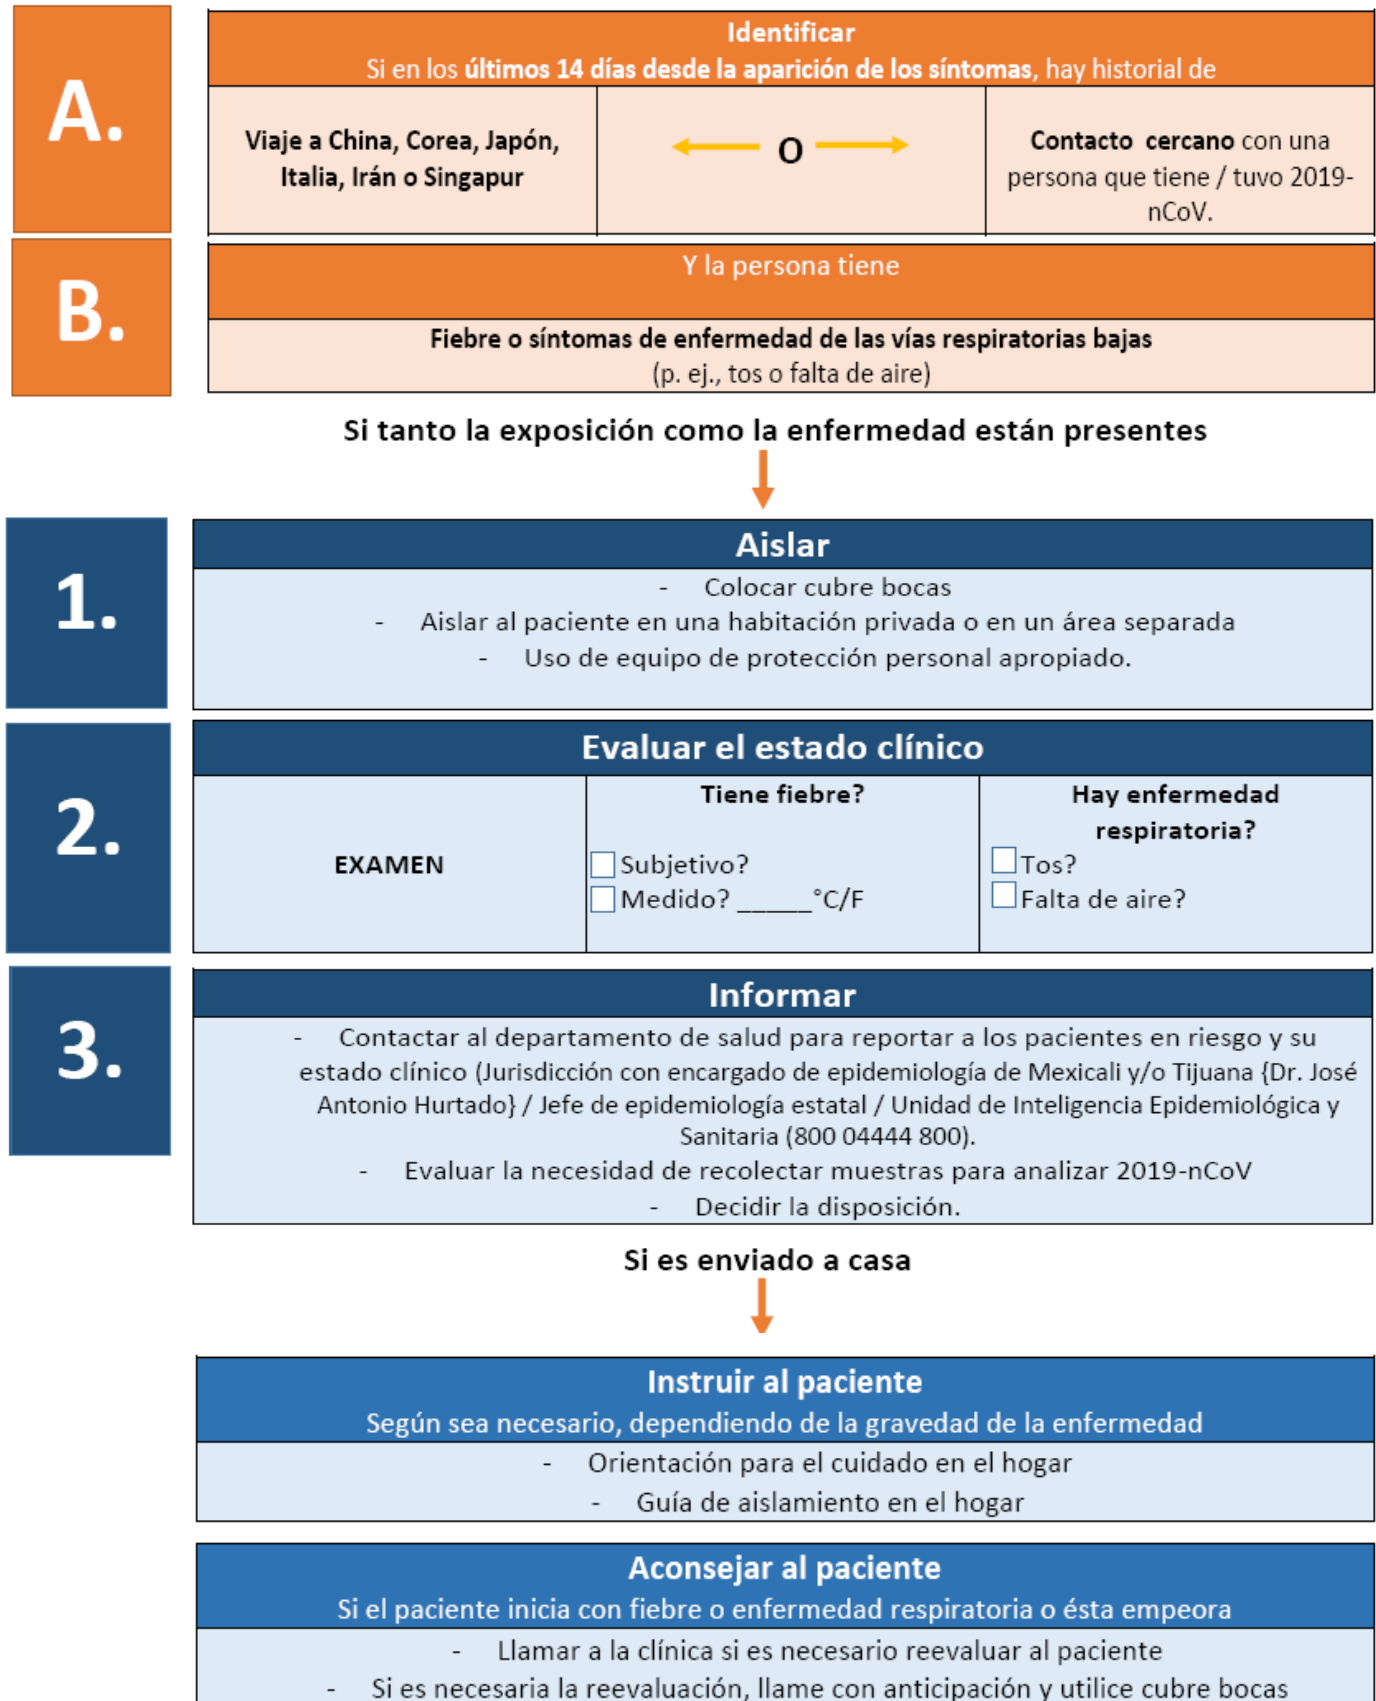 A.
Identificar
Si en los últimos 14 días desde la aparición de los síntomas, hay historial de
Viaje a China, Corea, Japón,
Italia, Irán o Singapur
O
Contacto cercano con una
persona que tiene / tuvo 2019-
nCoV.
B.
Y la persona tiene
Fiebre o síntomas de enfermedad de las vías respiratorias bajas
(p. ej., tos o falta de aire)
Si tanto la exposición como la enfermedad están presentes
1.
Aislar
- Colocar cubre bocas
- Aislar al paciente en una habitación privada o en un área separada
- Uso de equipo de protección personal apropiado.
2.
Evaluar el estado clínico
EXAMEN
Tiene fiebre?
Subjetivo?
Medido? _____°C/F
Hay enfermedad
respiratoria?
Tos?
Falta de aire?
3.
Informar
- Contactar al departamento de salud para reportar a los pacientes en riesgo y su
estado clínico (Jurisdicción con encargado de epidemiología de Mexicali y/o Tijuana {Dr. José
Antonio Hurtado} / Jefe de epidemiología estatal / Unidad de Inteligencia Epidemiológica y
Sanitaria (800 04444 800).
- Evaluar la necesidad de recolectar muestras para analizar 2019-nCoV
- Decidir la disposición.
Si es enviado a casa
Instruir al paciente
Según sea necesario, dependiendo de la gravedad de la enfermedad
- Orientación para el cuidado en el hogar
- Guía de aislamiento en el hogar
Aconsejar al paciente
Si el paciente inicia con fiebre o enfermedad respiratoria o ésta empeora
- Llamar a la clínica si es necesario reevaluar al paciente
- Si es necesaria la reevaluación, llame con anticipación y utilice cubre bocas